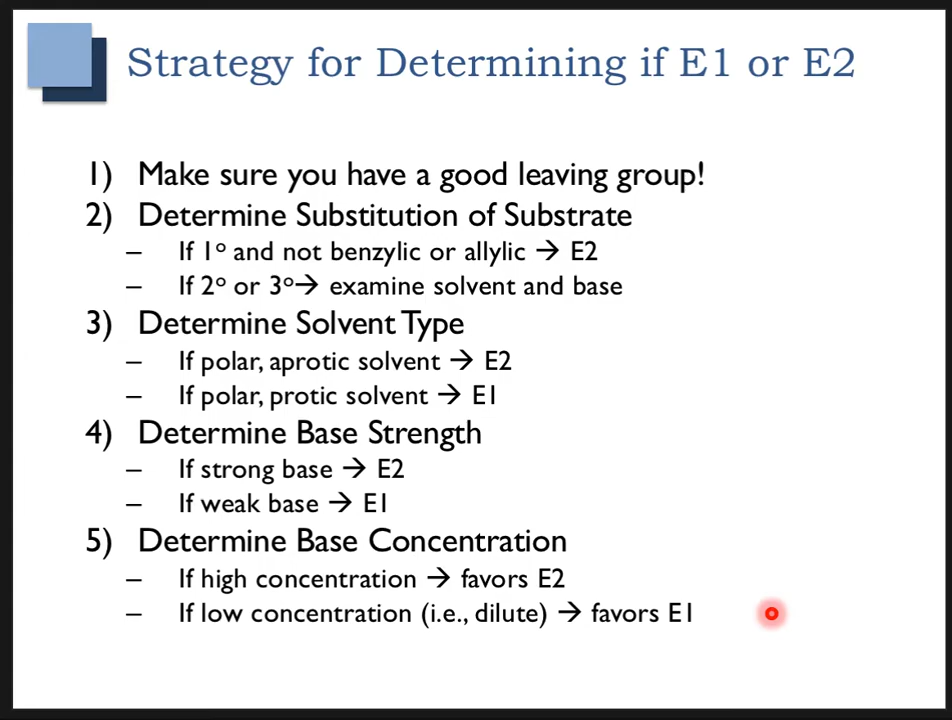 Strategy for Determining if E1 or E2
1) Make sure you have a good leaving group!
2) Determine Substitution of Substrate
– If 1° and not benzylic or allylic → E2
– If 2° or 3°→ examine solvent and base
3) Determine Solvent Type
– If polar, aprotic solvent → E2
– If polar, protic solvent → E1
4) Determine Base Strength
– If strong base → E2
– If weak base → E1
5) Determine Base Concentration
– If high concentration → favors E2
– If low concentration (i.e., dilute) → favors E1